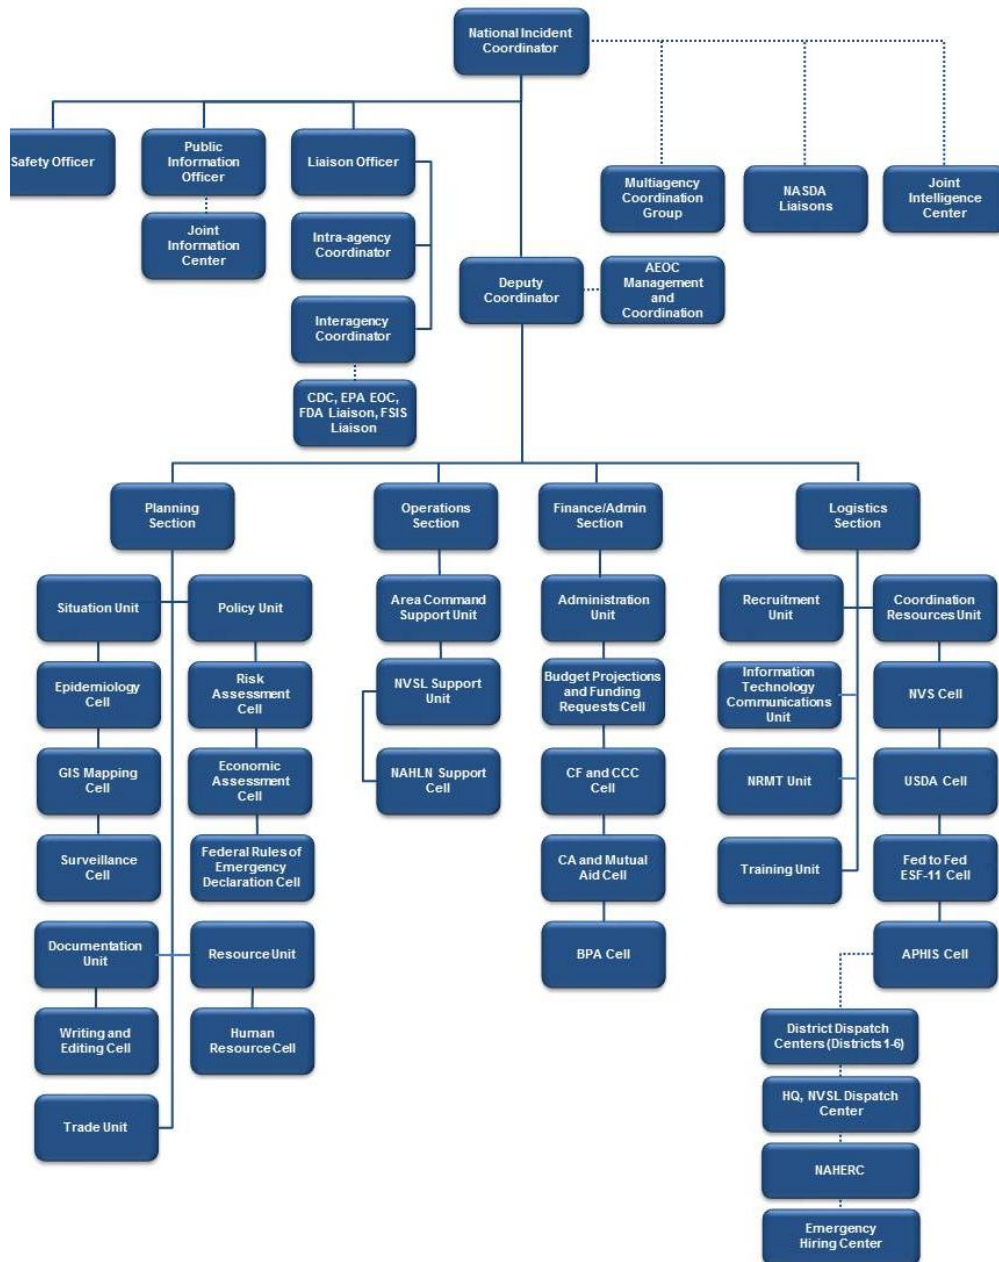 National Incident
Coordinator
Safety Officer
Public
Information
Officer
Liaison Officer
Multiagency
Coordination
Group
NASDA
Liaisons
Joint
Intelligence
Center
Joint
Information
Center
Intra-agency
Coordinator
Deputy
Coordinator
AEOC
Management
and
Coordination
Interagency
Coordinator
CDC, EPA EOC,
FDA Liaison, FSIS
Liaison
Planning
Section
Operations
Section
Finance/Admin
Section
Logistics
Section
Situation Unit
Policy Unit
Area Command
Support Unit
Administration
Unit
Recruitment
Unit
Coordination
Resources Unit
Epidemiology
Cell
Risk
Assessment
Cell
NVSL Support
Unit
Budget Projections
and Funding
Requests Cell
Information
Technology
Communications
Unit
NVS Cell
GIS Mapping
Cell
Economic
Assessment
Cell
NAHLN Support
Cell
CF and CCC
Cell
NRMT Unit
USDA Cell
Surveillance
Cell
Federal Rules of
Emergency
Declaration Cell
CA and Mutual
Aid Cell
Training Unit
Fed to Fed
ESF-11 Cell
Documentation
Unit
Resource Unit
BPA Cell
APHIS Cell
Writing and
Editing Cell
Human
Resource Cell
District Dispatch
Centers (Districts 1-6)
HQ, NVSL Dispatch
Center
Trade Unit
NAHERC
Emergency
Hiring Center